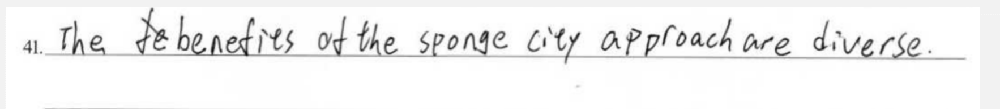 41. The benefits of the sponge city approach are diverse.